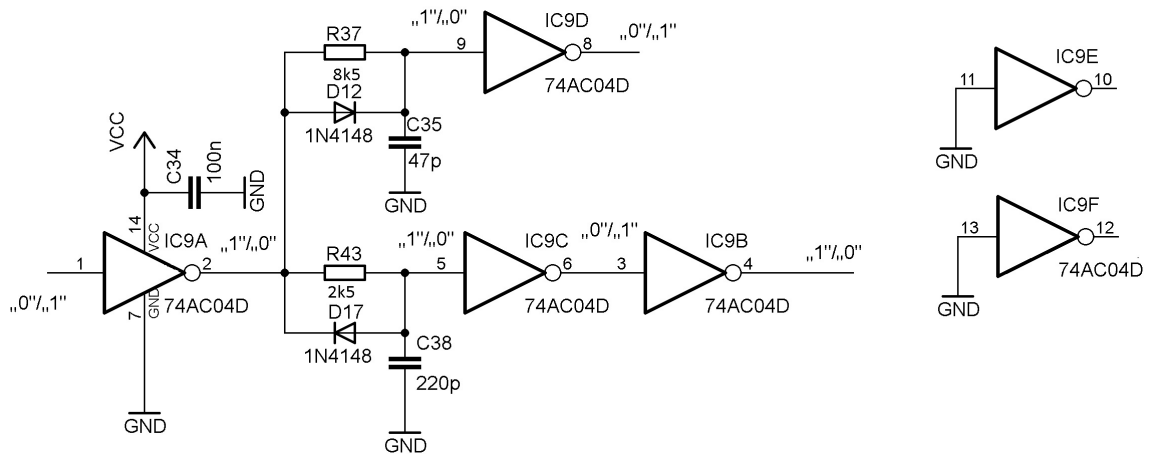 „1"/„0"
IC9D
R37
9
8
„0"/„1"
8k5
D12
74AC04D
1N4148
C35
47p
GND
IC9E
11
10
74AC04D
GND
VCC
C34
100n
GND
14
VCC
IC9A
„1"/„0"
1
2
„0"/„1"
74AC04D
7
GND
GND
R43
„1"/„0"
IC9C
„0"/„1"
IC9B
5
6
3
4
„1"/„0"
2k5
D17
74AC04D
74AC04D
1N4148
C38
220p
GND
IC9F
13
12
74AC04D
GND